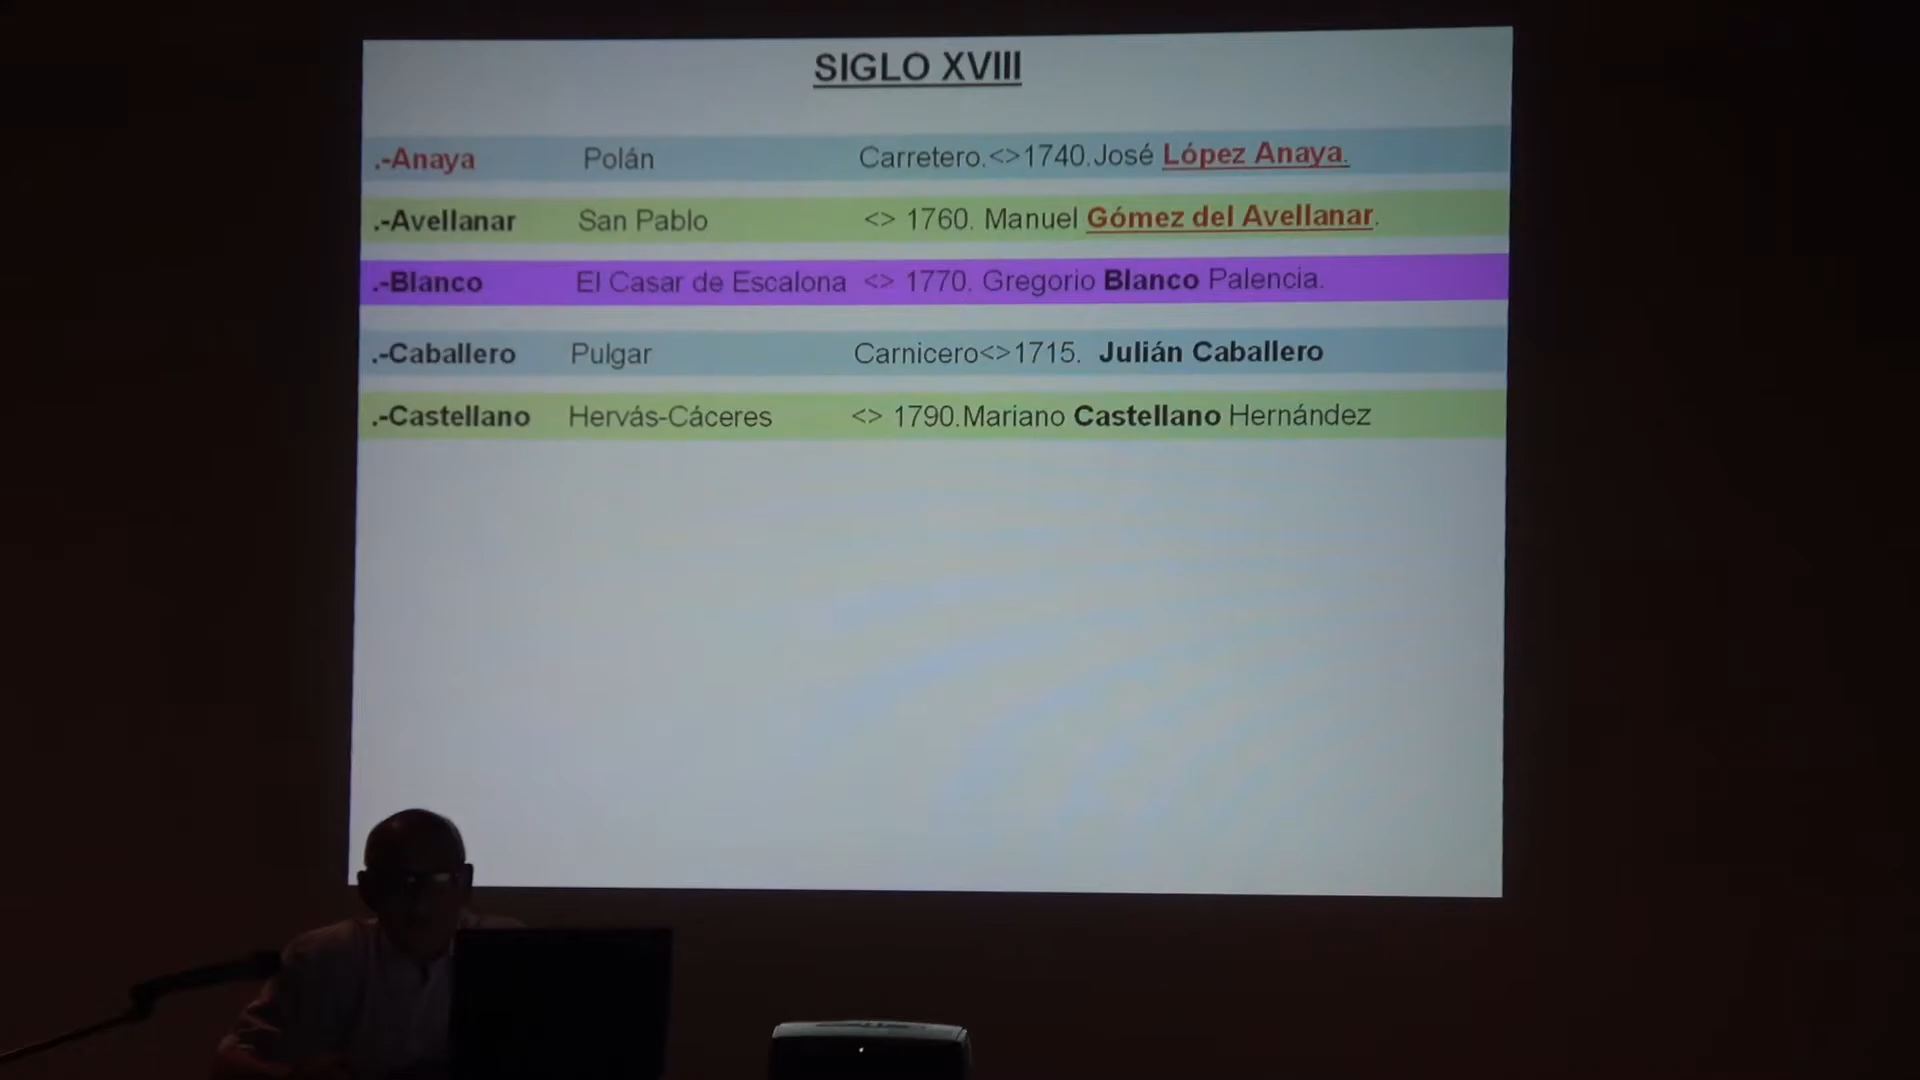 SIGLO XVIII
.-Anaya Polán Carretero.<>1740.José López Anaya.
.-Avellanar San Pablo <> 1760. Manuel Gómez del Avellanar.
.-Blanco El Casar de Escalona <> 1770. Gregorio Blanco Palencia.
.-Caballero Pulgar Carnicero<>1715. Julián Caballero
.-Castellano Hervás-Cáceres <> 1790.Mariano Castellano Hernández